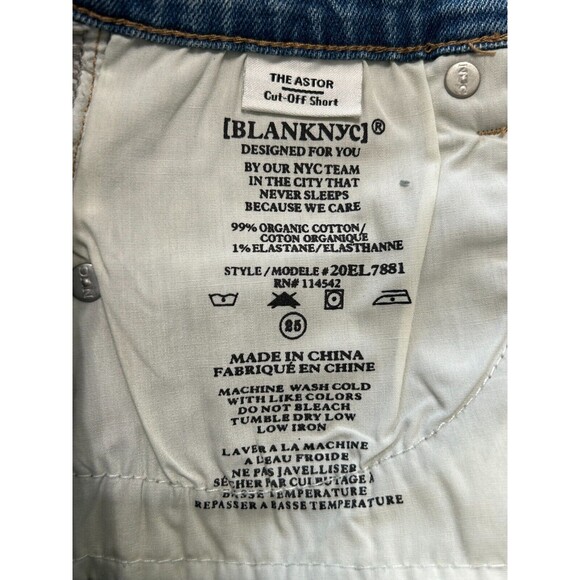 THE ASTOR
Cut-Off Short
[BLANKNYC]®
DESIGNED FOR YOU
BY OUR NYC TEAM
IN THE CITY THAT
NEVER SLEEPS
BECAUSE WE CARE
99% ORGANIC COTTON/
COTON ORGANIQUE
1% ELASTANE/ELASTHANNE
STYLE/MODELE #20EL7881
RN# 114542
25
MADE IN CHINA
FABRIQUÉ EN CHINE
MACHINE WASH COLD
WITH LIKE COLORS
DO NOT BLEACH
TUMBLE DRY LOW
LOW IRON
LAVER A LA MACHINE
A L'EAU FROIDE
NE PAS JAVELLISER
SÉCHER PAR CULBUTAGE À
BASSE TEMPERATURE
REPASSER A BASSE TEMPERATURE